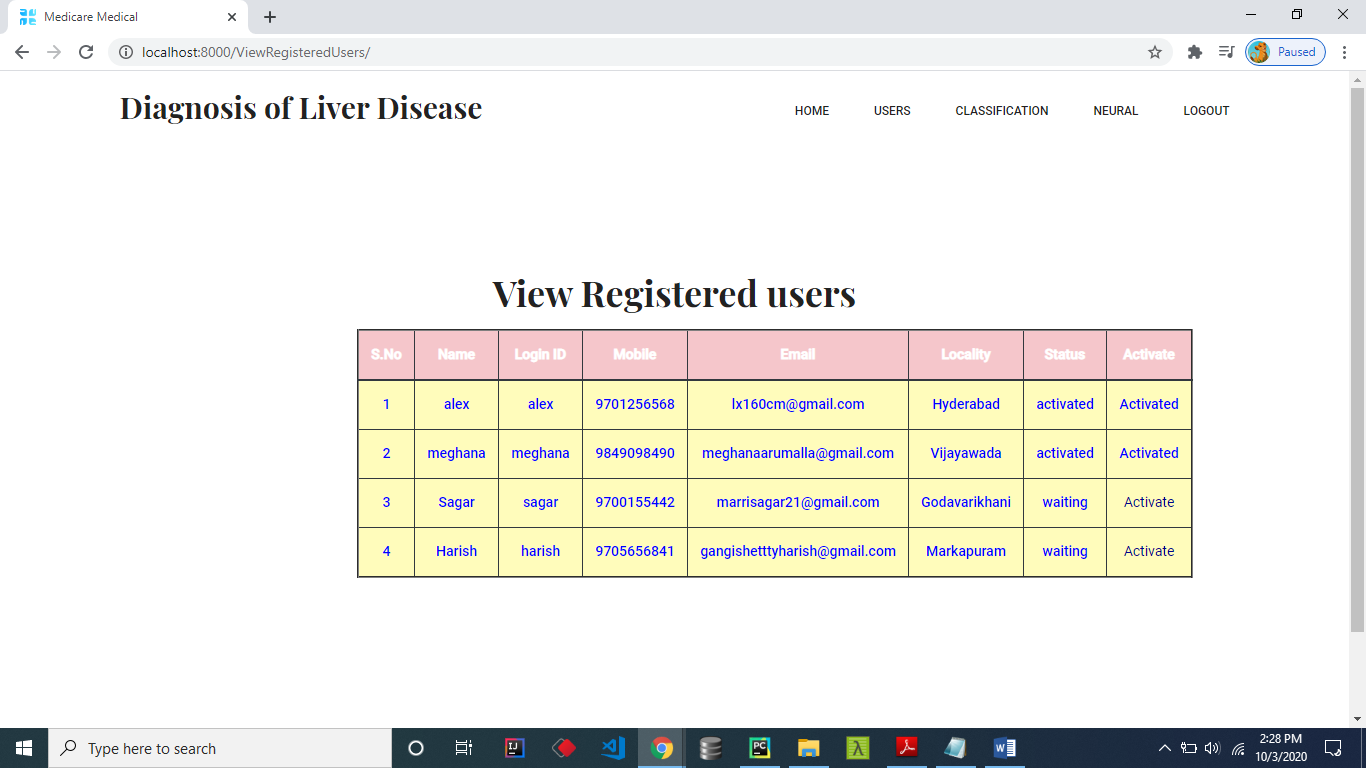 Medicare Medical
localhost:8000/ViewRegisteredUsers/
Paused
Diagnosis of Liver Disease
HOME USERS CLASSIFICATION NEURAL LOGOUT
View Registered users
S.No Name Login ID Mobile Email Locality Status Activate
1 alex alex 9701256568 lx160cm@gmail.com Hyderabad activated Activated
2 meghana meghana 9849098490 meghanaarumalla@gmail.com Vijayawada activated Activated
3 Sagar sagar 9700155442 marrisagar21@gmail.com Godavarikhani waiting Activate
4 Harish harish 9705656841 gangishetttyharish@gmail.com Markapuram waiting Activate
Type here to search
IJ
PC
W
2:28 PM
10/3/2020